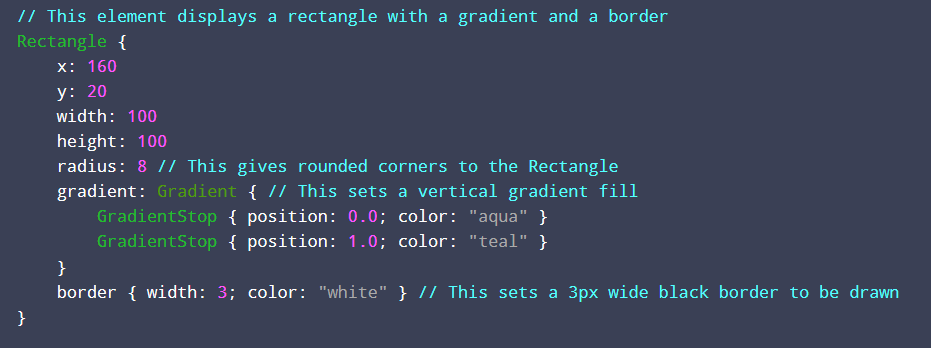 // This element displays a rectangle with a gradient and a border
Rectangle {
    x: 160
    y: 20
    width: 100
    height: 100
    radius: 8 // This gives rounded corners to the Rectangle
    gradient: Gradient { // This sets a vertical gradient fill
        GradientStop { position: 0.0; color: "aqua" }
        GradientStop { position: 1.0; color: "teal" }
    }
    border { width: 3; color: "white" } // This sets a 3px wide black border to be drawn
}